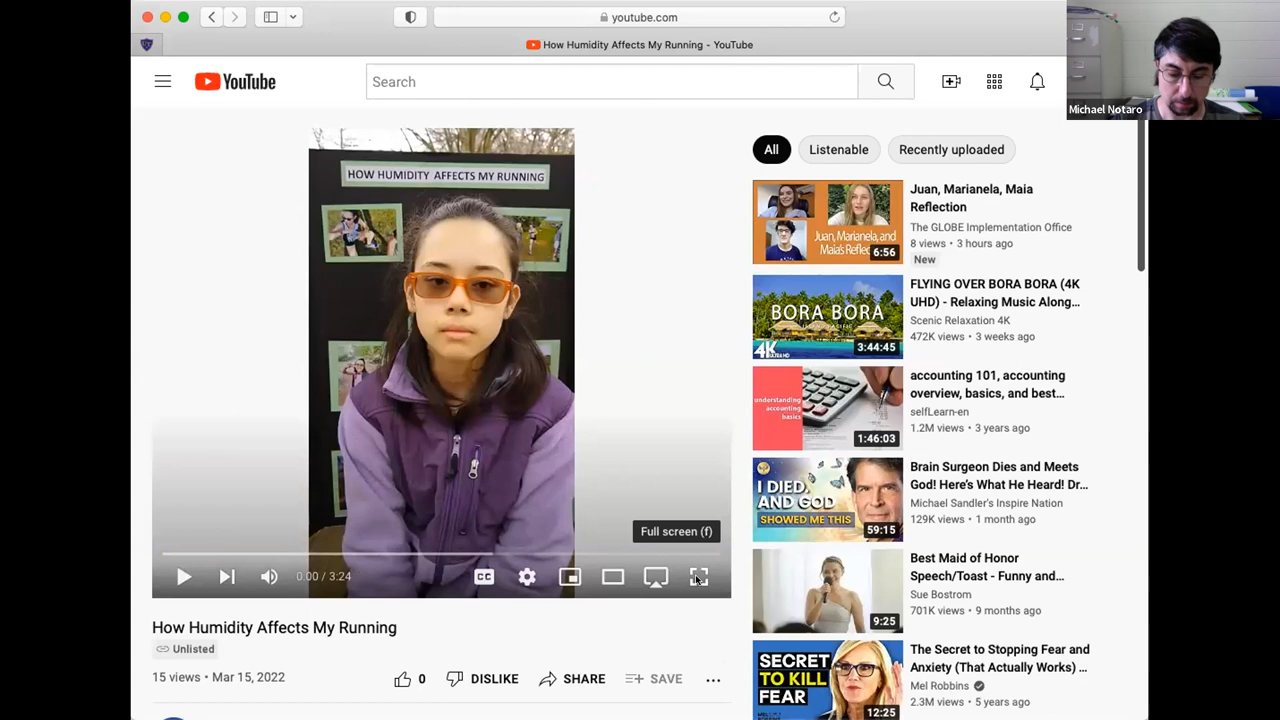 youtube.com
How Humidity Affects My Running - YouTube
YouTube
Search
Michael Notaro
HOW HUMIDITY AFFECTS MY RUNNING
Full screen (f)
0:00 / 3:24
CC
How Humidity Affects My Running
Unlisted
15 views • Mar 15, 2022
0
DISLIKE
SHARE
SAVE
All
Listenable
Recently uploaded
Juan, Marianela, and
Maia's Refle
6:56
Juan, Marianela, Maia
Reflection
The GLOBE Implementation Office
8 views • 3 hours ago
New
BORA BORA
4K
3:44:45
FLYING OVER BORA BORA (4K
UHD) - Relaxing Music Along...
Scenic Relaxation 4K
472K views • 3 weeks ago
understanding
accounting
basics
1:46:03
accounting 101, accounting
overview, basics, and best...
selfLearn-en
1.2M views • 3 years ago
I DIED,
AND GOD
SHOWED ME THIS
59:15
Brain Surgeon Dies and Meets
God! Here's What He Heard! Dr...
Michael Sandler's Inspire Nation
129K views • 1 month ago
9:25
Best Maid of Honor
Speech/Toast - Funny and...
Sue Bostrom
701K views • 9 months ago
SECRET
TO KILL
FEAR
12:25
The Secret to Stopping Fear and
Anxiety (That Actually Works) ...
Mel Robbins
2.3M views • 5 years ago